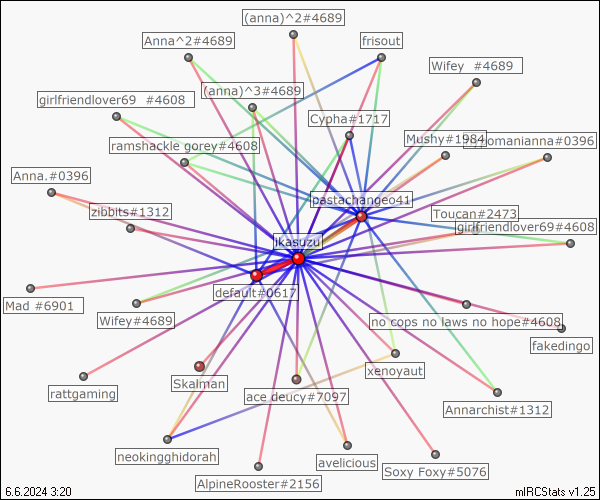 (anna)^2#4689
Anna^2#4689
frisout
Wifey  #4689
(anna)^3#4689
girlfriendlover69  #4608
Cypha#1717
Mushy#1984
omanianna#0396
ramshackle gorey#4608
Anna.#0396
pastachangeo41
zibbits#1312
Toucan#2473
girlfriendlover69#4608
ikasuzu
default#0617
Mad #6901
Wifey#4689
no cops no laws no hope#4608
fakedingo
xenoyaut
Skalman
rattgaming
ace deucy#7097
Annarchist#1312
neokingghidorah
avelicious
Soxy Foxy#5076
AlpineRooster#2156
6.6.2024 3:20
mIRCStats v1.25